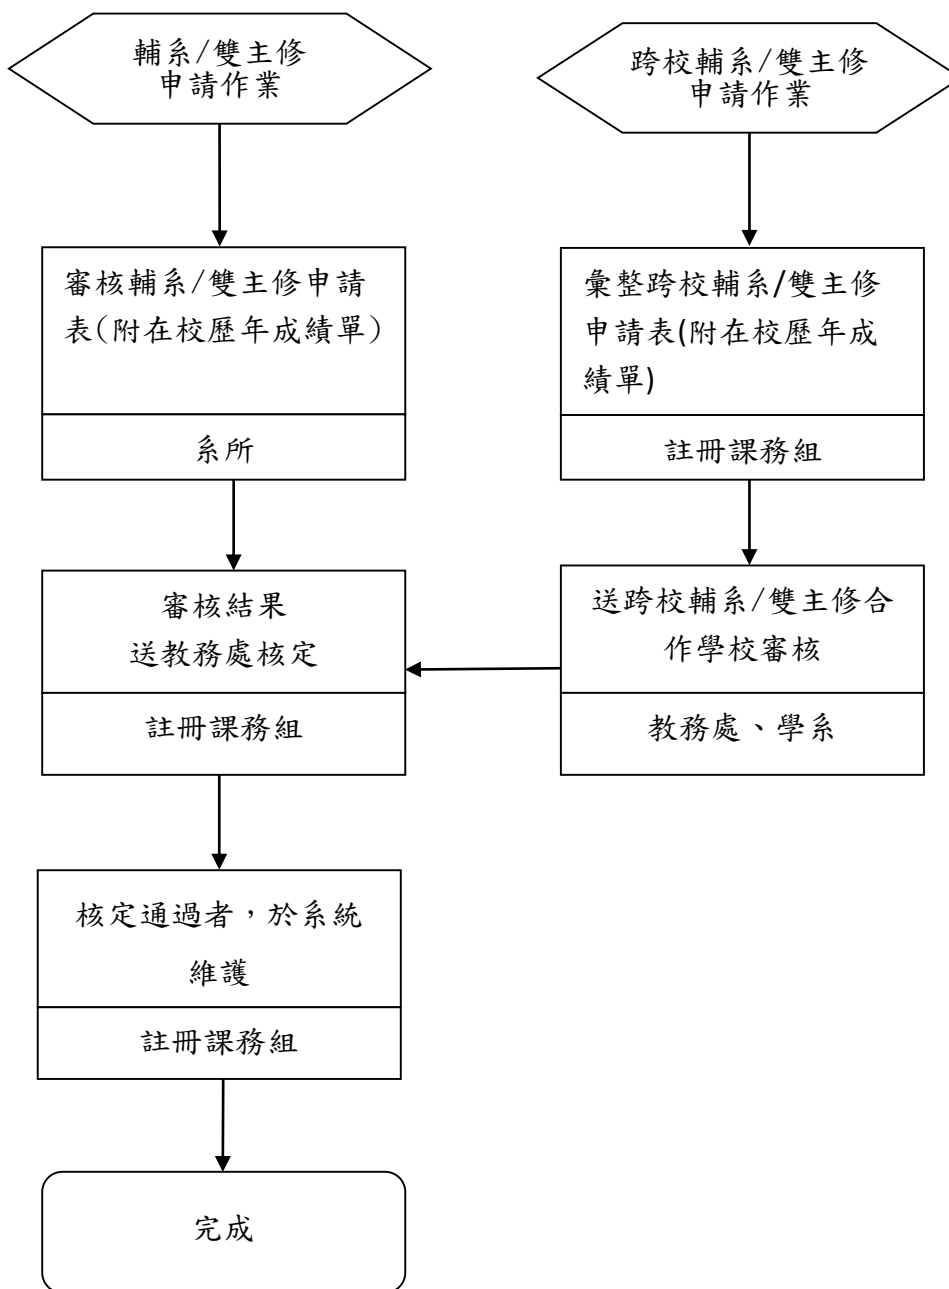 輔系/雙主修
申請作業
跨校輔系/雙主修
申請作業
審核輔系/雙主修申請
表(附在校歷年成績單)
系所
彙整跨校輔系/雙主修
申請表(附在校歷年成
績單)
註冊課務組
審核結果
送教務處核定
註冊課務組
送跨校輔系/雙主修合
作學校審核
教務處、學系
核定通過者，於系統
維護
註冊課務組
完成